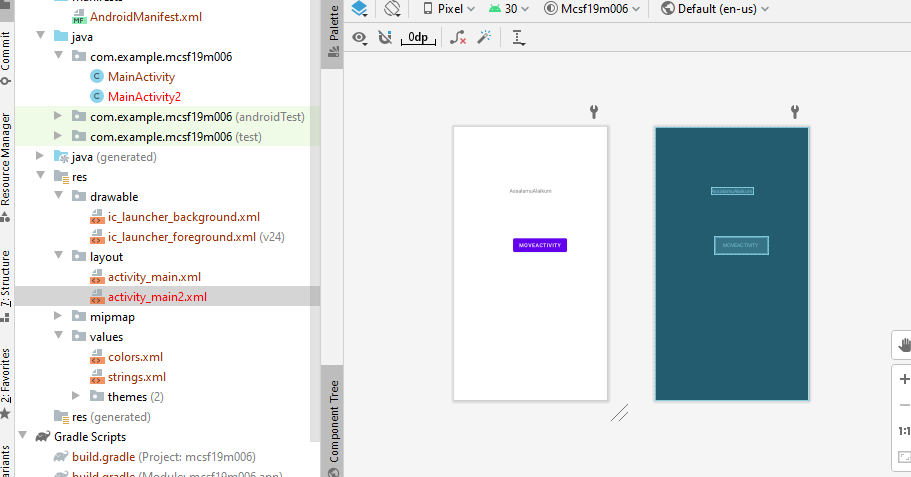 Commit
Resource Manager
7: Structure
2: Favorites
AndroidManifest.xml
java
com.example.mcsf19m006
MainActivity
MainActivity2
com.example.mcsf19m006 (androidTest)
com.example.mcsf19m006 (test)
java (generated)
res
drawable
ic_launcher_background.xml
ic_launcher_foreground.xml (v24)
layout
activity_main.xml
activity_main2.xml
mipmap
values
colors.xml
strings.xml
themes (2)
res (generated)
Gradle Scripts
build.gradle (Project: mcsf19m006)
build.gradle (Module: mcsf19m006.app)
Palette
Component Tree
Pixel
30
Mcsf19m006
Default (en-us)
0dp
AssalamuAlaikum
MOVEACTIVITY
AssalamuAlaikum
MOVEACTIVITY
1:1